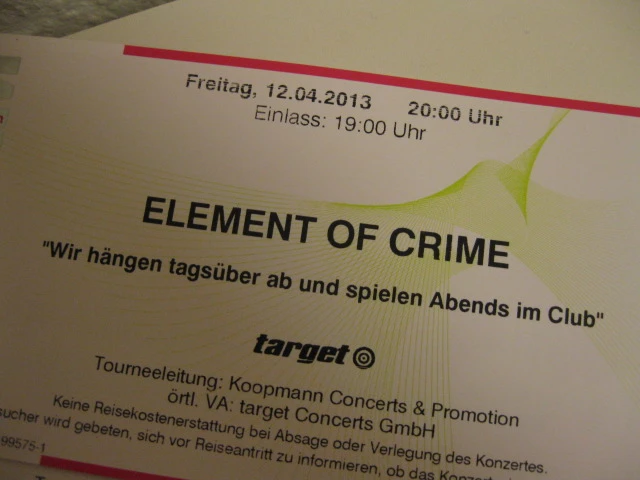 Freitag, 12.04.2013 20:00 Uhr
Einlass: 19:00 Uhr
ELEMENT OF CRIME
"Wir hängen tagsüber ab und spielen Abends im Club"
target
Tourneeleitung: Koopmann Concerts & Promotion
örtl. VA: target Concerts GmbH
Keine Reisekostenerstattung bei Absage oder Verlegung des Konzertes.
sucher wird gebeten, sich vor Reiseantritt zu informieren, ob das Konzert
99575-1